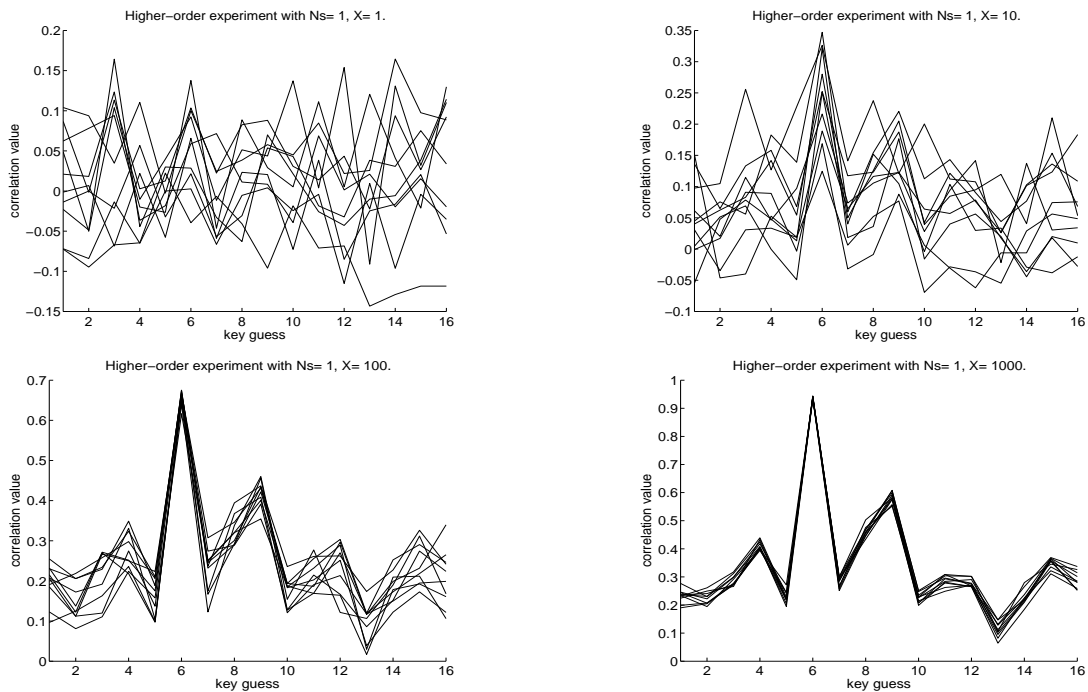 Higher−order experiment with Ns= 1, X= 1.
0.2
0.15
0.1
0.05
0
−0.05
−0.1
−0.15
correlation value
2 4 6 8 10 12 14 16
key guess
Higher−order experiment with Ns= 1, X= 10.
0.35
0.3
0.25
0.2
0.15
0.1
0.05
0
−0.05
−0.1
correlation value
2 4 6 8 10 12 14 16
key guess
Higher−order experiment with Ns= 1, X= 100.
0.7
0.6
0.5
0.4
0.3
0.2
0.1
0
correlation value
2 4 6 8 10 12 14 16
key guess
Higher−order experiment with Ns= 1, X= 1000.
1
0.9
0.8
0.7
0.6
0.5
0.4
0.3
0.2
0.1
0
correlation value
2 4 6 8 10 12 14 16
key guess